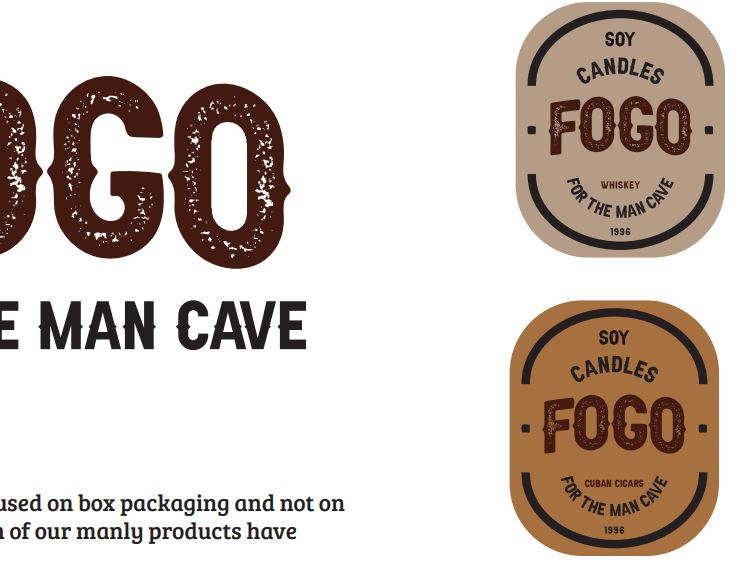 OGO
E MAN CAVE
used on box packaging and not on
of our manly products have
SOY
CANDLES
FOGO
WHISKEY
FOR THE MAN CAVE
1996
SOY
CANDLES
FOGO
CUBAN CIGARS
FOR THE MAN CAVE
1996